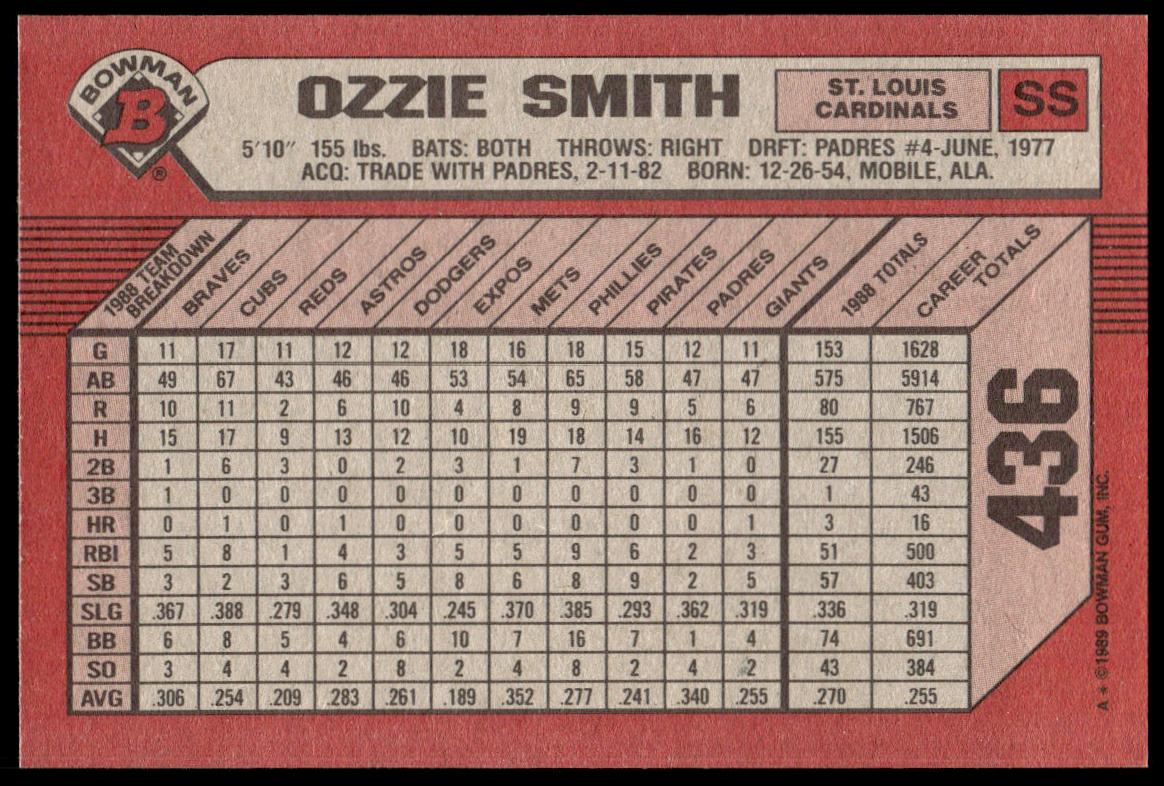 BOWMAN
B
®
OZZIE SMITH
ST. LOUIS
CARDINALS
SS
5'10" 155 lbs. BATS: BOTH THROWS: RIGHT DRFT: PADRES #4-JUNE, 1977
ACQ: TRADE WITH PADRES, 2-11-82 BORN: 12-26-54, MOBILE, ALA.
1988 TEAM BREAKDOWN BRAVES CUBS REDS ASTROS DODGERS EXPOS METS PHILLIES PIRATES PADRES GIANTS 1988 TOTALS CAREER TOTALS
G 11 17 11 12 12 18 16 18 15 12 11 153 1628
AB 49 67 43 46 46 53 54 65 58 47 47 575 5914
R 10 11 2 6 10 4 8 9 9 5 6 80 767
H 15 17 9 13 12 10 19 18 14 16 12 155 1506
2B 1 6 3 0 2 3 1 7 3 1 0 27 246
3B 1 0 0 0 0 0 0 0 0 0 0 1 43
HR 0 1 0 1 0 0 0 0 0 0 1 3 16
RBI 5 8 1 4 3 5 5 9 6 2 3 51 500
SB 3 2 3 6 5 8 6 8 9 2 5 57 403
SLG .367 .388 .279 .348 .304 .245 .370 .385 .293 .362 .319 .336 .319
BB 6 8 5 4 6 10 7 16 7 1 4 74 691
SO 3 4 4 2 8 2 4 8 2 4 2 43 384
AVG .306 .254 .209 .283 .261 .189 .352 .277 .241 .340 .255 .270 .255
436
A * ©1989 BOWMAN GUM, INC.